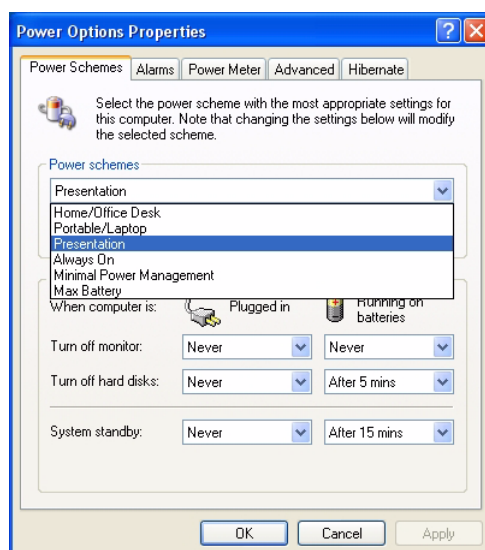 Power Options Properties
Power Schemes Alarms Power Meter Advanced Hibernate
Select the power scheme with the most appropriate settings for
this computer. Note that changing the settings below will modify
the selected scheme.
Power schemes
Presentation
Home/Office Desk
Portable/Laptop
Presentation
Always On
Minimal Power Management
Max Battery
When computer is: Plugged in Running on
batteries
Turn off monitor: Never Never
Turn off hard disks: Never After 5 mins
System standby: Never After 15 mins
OK Cancel Apply